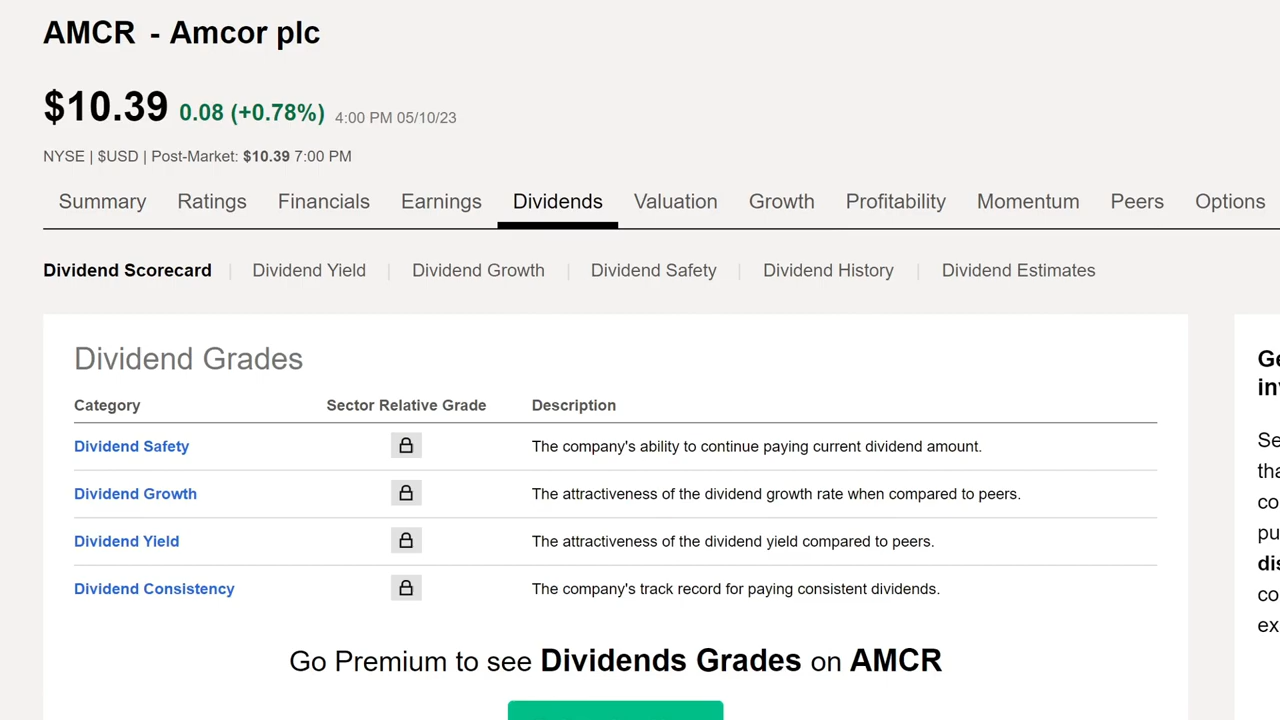 AMCR - Amcor plc
$10.39 0.08 (+0.78%) 4:00 PM 05/10/23
NYSE | $USD | Post-Market: $10.39 7:00 PM
Summary Ratings Financials Earnings Dividends Valuation Growth Profitability Momentum Peers Options
Dividend Scorecard | Dividend Yield | Dividend Growth | Dividend Safety | Dividend History | Dividend Estimates
Dividend Grades
Category Sector Relative Grade Description
Dividend Safety The company's ability to continue paying current dividend amount.
Dividend Growth The attractiveness of the dividend growth rate when compared to peers.
Dividend Yield The attractiveness of the dividend yield compared to peers.
Dividend Consistency The company's track record for paying consistent dividends.
Go Premium to see Dividends Grades on AMCR